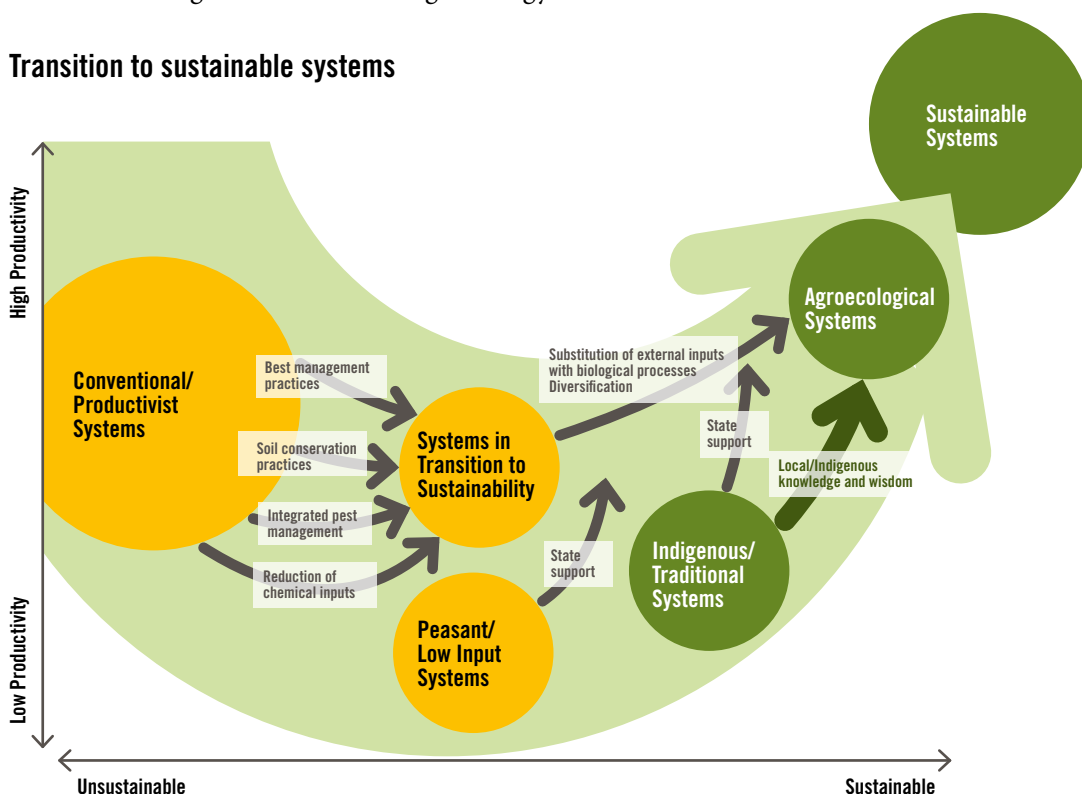 Transition to sustainable systems
Sustainable
Systems
High Productivity
Low Productivity
Conventional/
Productivist
Systems
Best management
practices
Soil conservation
practices
Integrated pest
management
Reduction of
chemical inputs
Systems in
Transition to
Sustainability
Peasant/
Low Input
Systems
State
support
Substitution of external inputs
with biological processes
Diversification
State
support
Local/Indigenous
knowledge and wisdom
Indigenous/
Traditional
Systems
Agroecological
Systems
Unsustainable
Sustainable